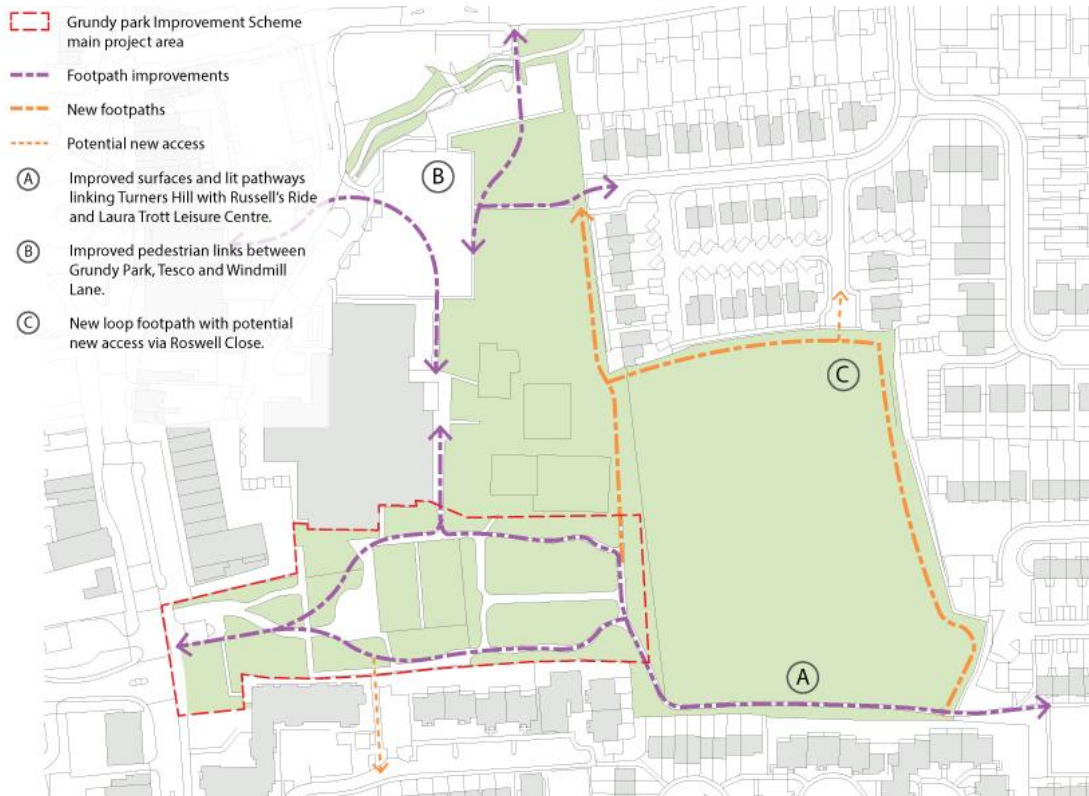 Grundy park Improvement Scheme
main project area
Footpath improvements
New footpaths
Potential new access
A
Improved surfaces and lit pathways
linking Turners Hill with Russell's Ride
and Laura Trott Leisure Centre.
B
Improved pedestrian links between
Grundy Park, Tesco and Windmill
Lane.
C
New loop footpath with potential
new access via Roswell Close.
B
C
A